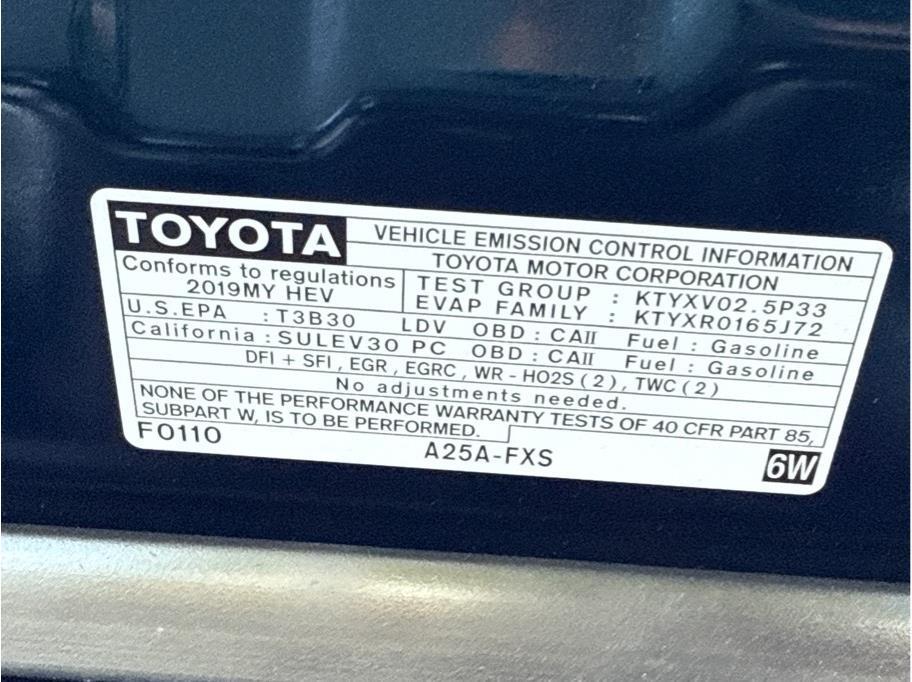 TOYOTA VEHICLE EMISSION CONTROL INFORMATION
TOYOTA MOTOR CORPORATION
Conforms to regulations
2019MY HEV
TEST GROUP : KTYXV02.5P33
EVAP FAMILY : KTYXR0165J72
U.S.EPA : T3B30 LDV OBD : CAII Fuel : Gasoline
California : SULEV30 PC OBD : CAII Fuel : Gasoline
DFI + SFI, EGR, EGRC, WR-HO2S (2), TWC (2)
No adjustments needed.
NONE OF THE PERFORMANCE WARRANTY TESTS OF 40 CFR PART 85,
SUBPART W, IS TO BE PERFORMED.
F0110 A25A-FXS 6W